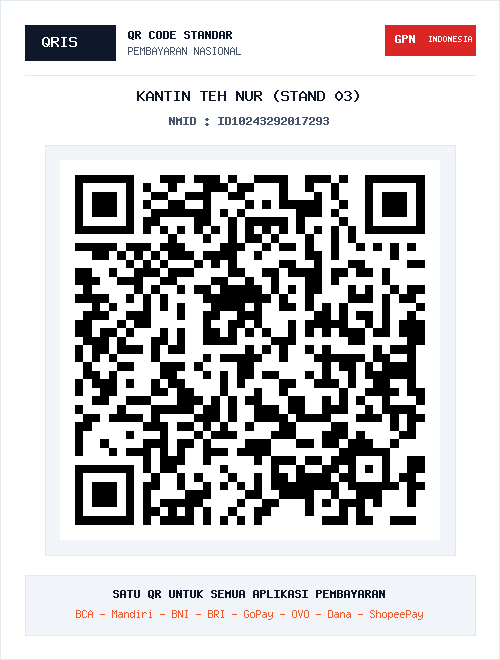 QRIS
QR CODE STANDAR
PEMBAYARAN NASIONAL
GPN INDONESIA
KANTIN TEH NUR (STAND 03)
NMID : ID10243292017293
SATU QR UNTUK SEMUA APLIKASI PEMBAYARAN
BCA - Mandiri - BNI - BRI - GoPay - OVO - Dana - ShopeePay